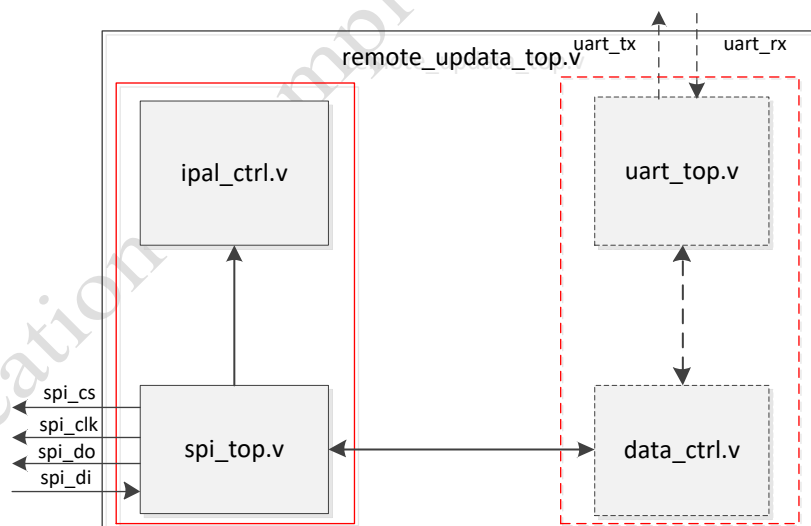 uart_tx
uart_rx
remote_updata_top.v
ipal_ctrl.v
uart_top.v
spi_cs
spi_clk
spi_do
spi_di
spi_top.v
data_ctrl.v